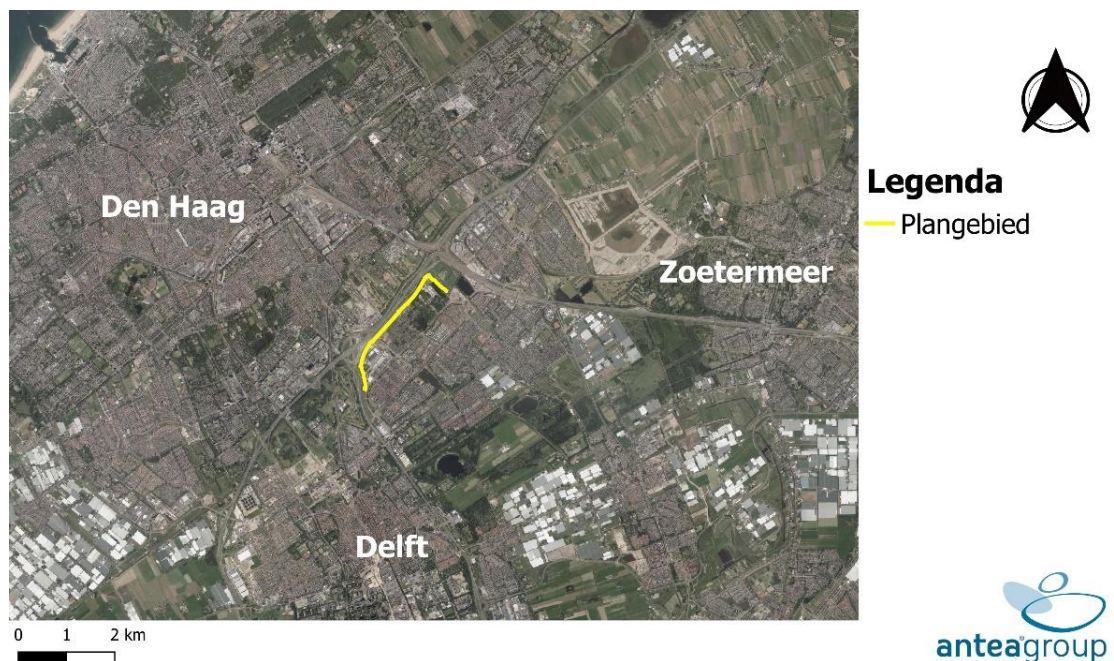 Den Haag
Zoetermeer
Delft
Legenda
Plangebied
0 1 2 km
anteagroup